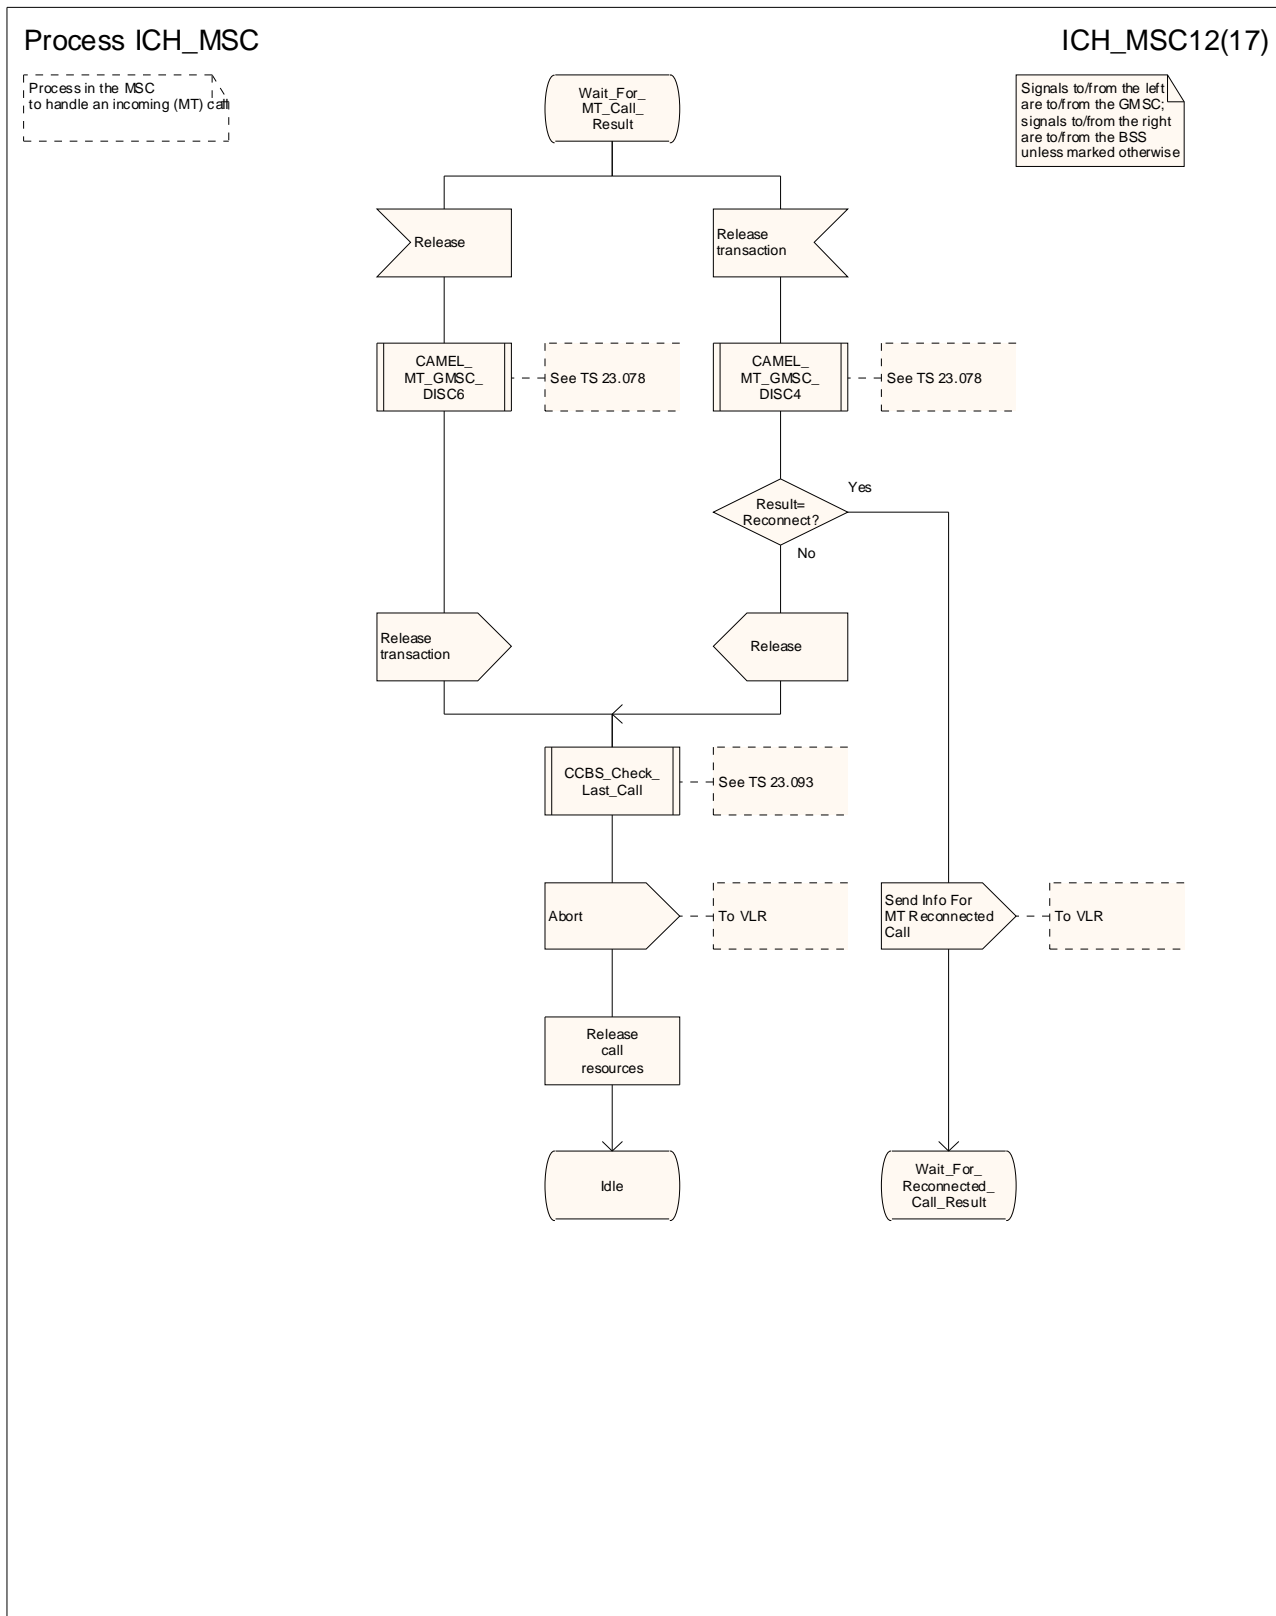 Process ICH_MSC
ICH_MSC12(17)
Process in the MSC
to handle an incoming (MT) call
Signals to/from the left
are to/from the GMSC;
signals to/from the right
are to/from the BSS
unless marked otherwise
Wait_For_
MT_Call_
Result
Release
Release
transaction
CAMEL_
MT_GMSC_
DISC6
See TS 23.078
CAMEL_
MT_GMSC_
DISC4
See TS 23.078
Result=
Reconnect?
Yes
No
Release
transaction
Release
CCBS_Check_
Last_Call
See TS 23.093
Abort
To VLR
Send Info For
MT Reconnected
Call
To VLR
Release
call
resources
Idle
Wait_For_
Reconnected_
Call_Result